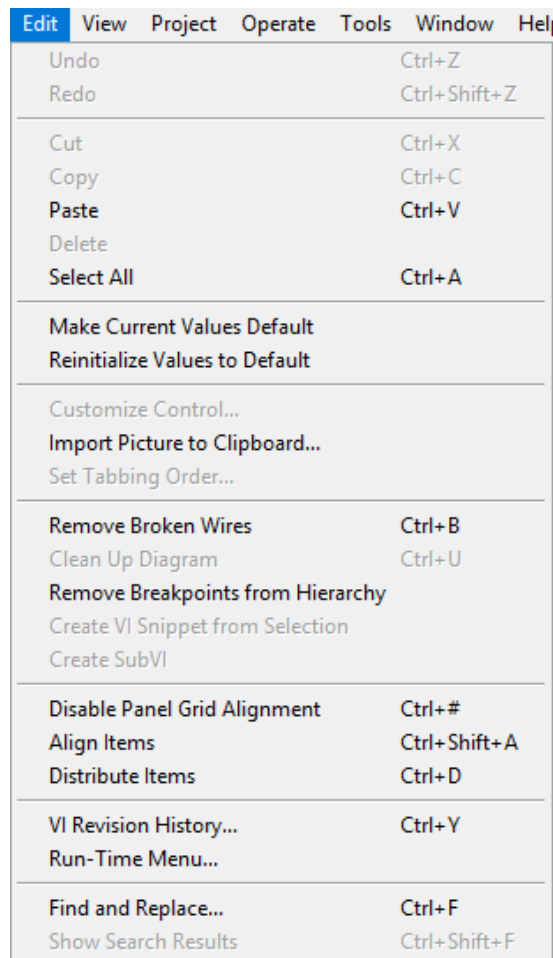 Edit View Project Operate Tools Window Help
Undo Ctrl+Z
Redo Ctrl+Shift+Z
Cut Ctrl+X
Copy Ctrl+C
Paste Ctrl+V
Delete
Select All Ctrl+A
Make Current Values Default
Reinitialize Values to Default
Customize Control...
Import Picture to Clipboard...
Set Tabbing Order...
Remove Broken Wires Ctrl+B
Clean Up Diagram Ctrl+U
Remove Breakpoints from Hierarchy
Create VI Snippet from Selection
Create SubVI
Disable Panel Grid Alignment Ctrl+#
Align Items Ctrl+Shift+A
Distribute Items Ctrl+D
VI Revision History... Ctrl+Y
Run-Time Menu...
Find and Replace... Ctrl+F
Show Search Results Ctrl+Shift+F